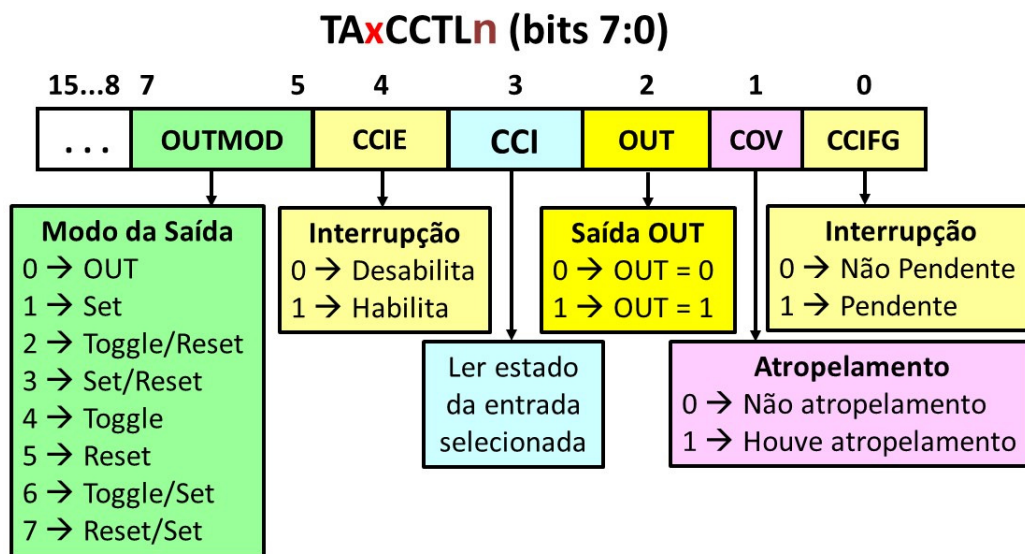 TAxCCTLn (bits 7:0)
15...8 7 5 4 3 2 1 0
... OUTMOD CCIE CCI OUT COV CCIFG
Modo da Saída
0 → OUT
1 → Set
2 → Toggle/Reset
3 → Set/Reset
4 → Toggle
5 → Reset
6 → Toggle/Set
7 → Reset/Set
Interrupção
0 → Desabilita
1 → Habilita
Ler estado
da entrada
selecionada
Saída OUT
0 → OUT = 0
1 → OUT = 1
Atropelamento
0 → Não atropelamento
1 → Houve atropelamento
Interrupção
0 → Não Pendente
1 → Pendente